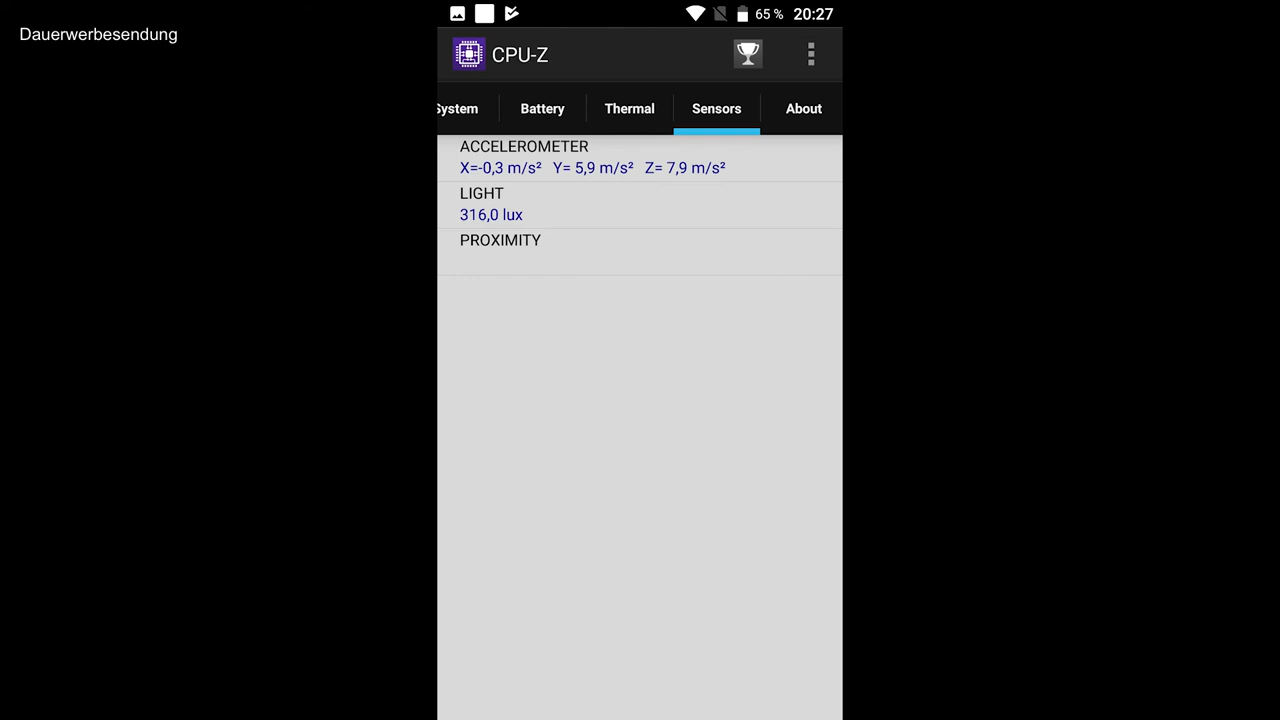 Dauerwerbesendung
65 % 20:27
CPU-Z
System Battery Thermal Sensors About
ACCELEROMETER
X=-0,3 m/s² Y= 5,9 m/s² Z= 7,9 m/s²
LIGHT
316,0 lux
PROXIMITY